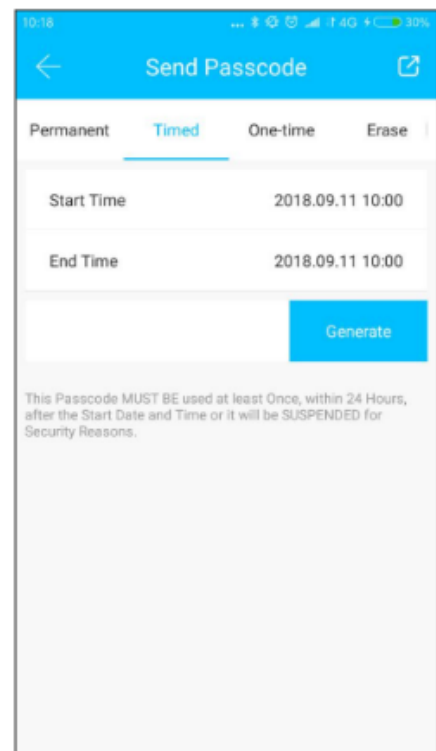 10:18 ... 4G 30%
Send Passcode
Permanent Timed One-time Erase
Start Time 2018.09.11 10:00
End Time 2018.09.11 10:00
Generate
This Passcode MUST BE used at least Once, within 24 Hours,
after the Start Date and Time or it will be SUSPENDED for
Security Reasons.